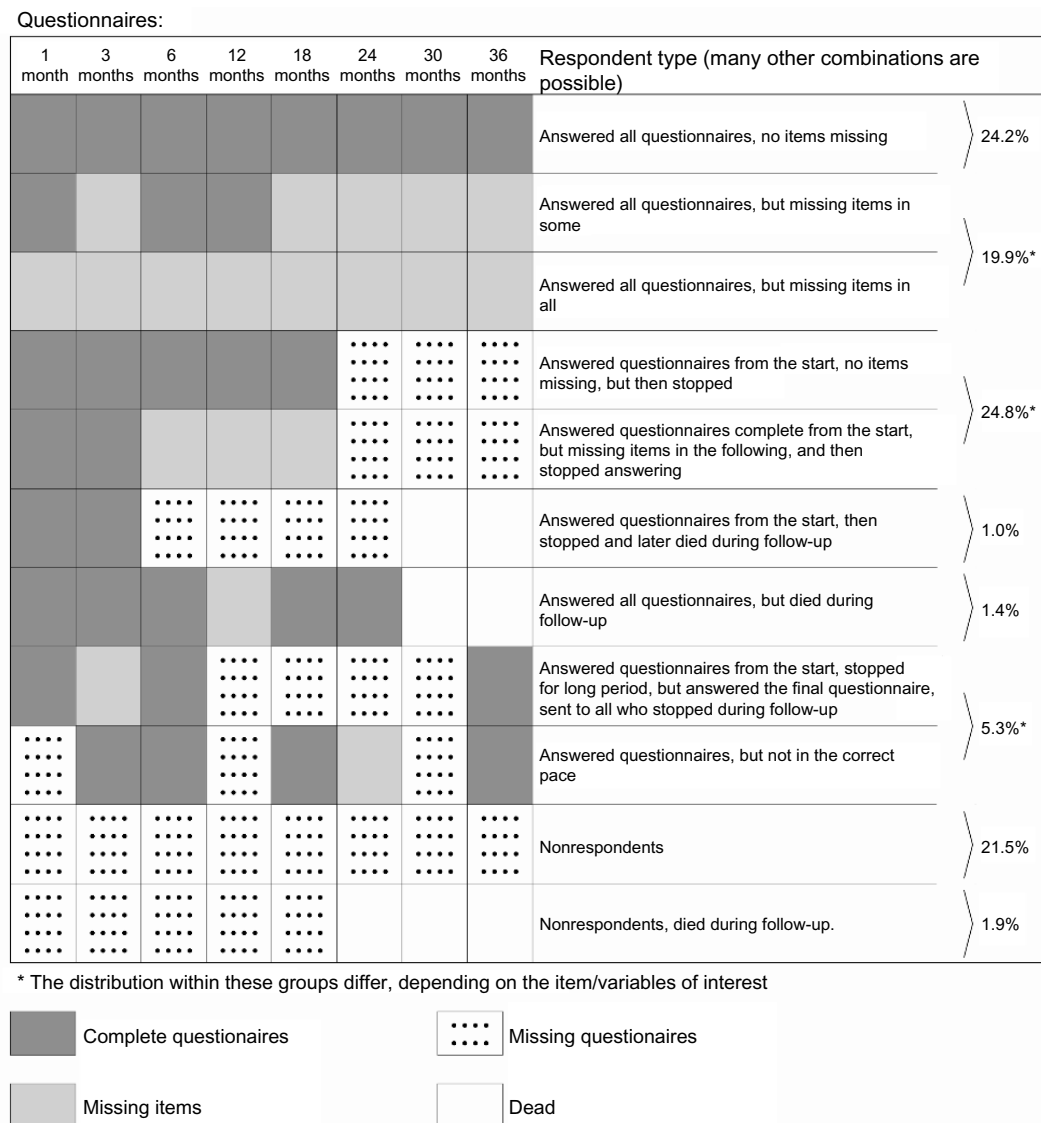 Questionnaires:
1 month
3 months
6 months
12 months
18 months
24 months
30 months
36 months
Respondent type (many other combinations are
possible)
Answered all questionnaires, no items missing
24.2%
Answered all questionnaires, but missing items in
some
19.9%*
Answered all questionnaires, but missing items in
all
Answered questionnaires from the start, no items
missing, but then stopped
24.8%*
Answered questionnaires complete from the start,
but missing items in the following, and then
stopped answering
Answered questionnaires from the start, then
stopped and later died during follow-up
1.0%
Answered all questionnaires, but died during
follow-up
1.4%
Answered questionnaires from the start, stopped
for long period, but answered the final questionnaire,
sent to all who stopped during follow-up
5.3%*
Answered questionnaires, but not in the correct
pace
Nonrespondents
21.5%
Nonrespondents, died during follow-up.
1.9%
* The distribution within these groups differ, depending on the item/variables of interest
Complete questionaires
Missing questionaires
Missing items
Dead